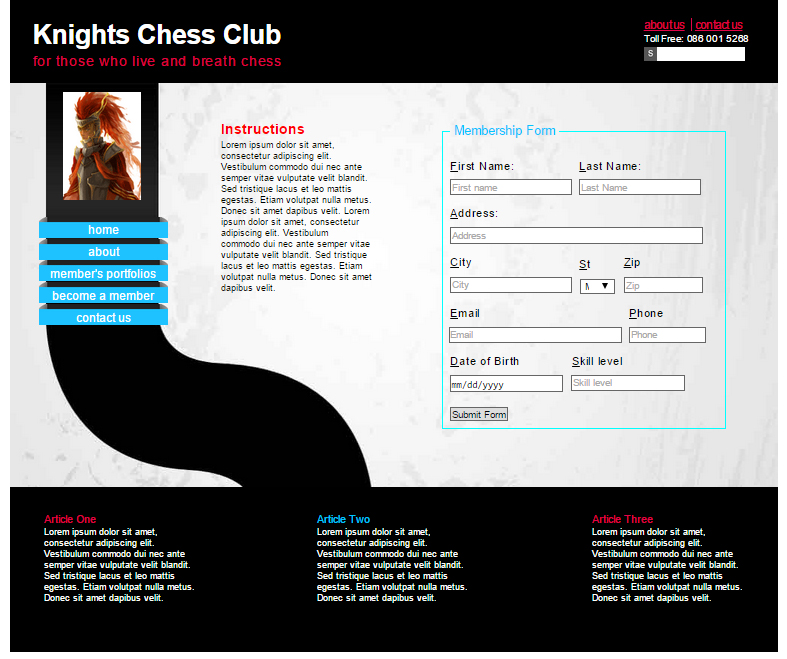 Knights Chess Club
for those who live and breath chess
about us | contact us
Toll Free: 086 001 5268
S
home
about
member's portfolios
become a member
contact us
Instructions
Lorem ipsum dolor sit amet,
consectetur adipiscing elit.
Vestibulum commodo dui nec ante
semper vitae vulputate velit blandit.
Sed tristique lacus et leo mattis
egestas. Etiam volutpat nulla metus.
Donec sit amet dapibus velit. Lorem
ipsum dolor sit amet, consectetur
adipiscing elit. Vestibulum
commodo dui nec ante semper vitae
vulputate velit blandit. Sed tristique
lacus et leo mattis egestas. Etiam
volutpat nulla metus. Donec sit amet
dapibus velit.
Membership Form
First Name: Last Name:
First name Last Name
Address:
Address
City St Zip
City Zip
Email Phone
Email Phone
Date of Birth Skill level
mm/dd/yyyy Skill level
Submit Form
Article One
Lorem ipsum dolor sit amet,
consectetur adipiscing elit.
Vestibulum commodo dui nec ante
semper vitae vulputate velit blandit.
Sed tristique lacus et leo mattis
egestas. Etiam volutpat nulla metus.
Donec sit amet dapibus velit.
Article Two
Lorem ipsum dolor sit amet,
consectetur adipiscing elit.
Vestibulum commodo dui nec ante
semper vitae vulputate velit blandit.
Sed tristique lacus et leo mattis
egestas. Etiam volutpat nulla metus.
Donec sit amet dapibus velit.
Article Three
Lorem ipsum dolor sit amet,
consectetur adipiscing elit.
Vestibulum commodo dui nec ante
semper vitae vulputate velit blandit.
Sed tristique lacus et leo mattis
egestas. Etiam volutpat nulla metus.
Donec sit amet dapibus velit.